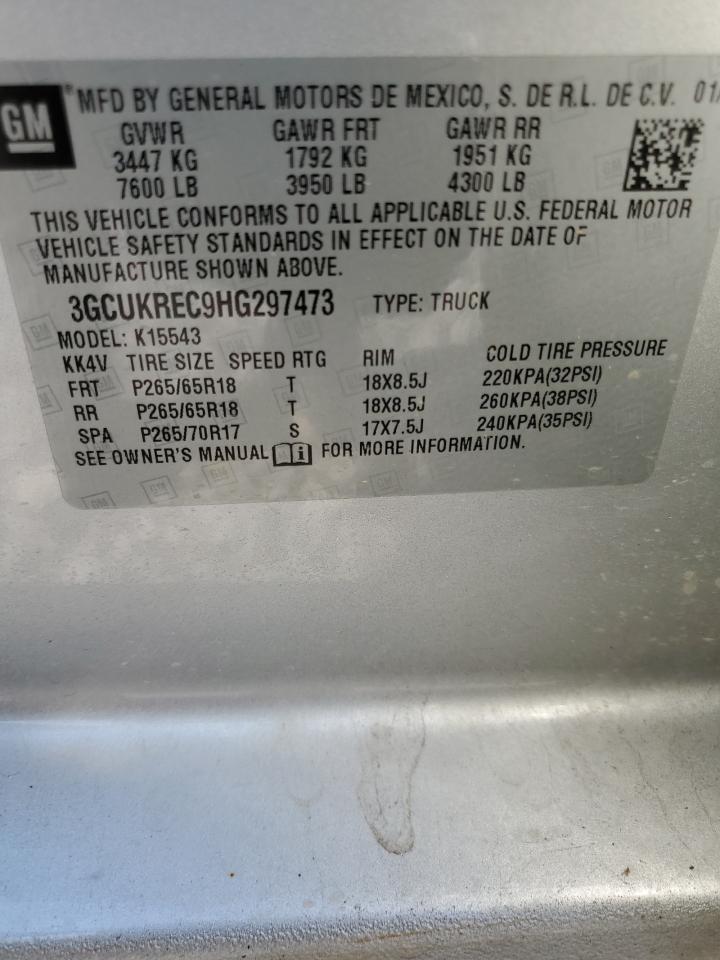 GM MFD BY GENERAL MOTORS DE MEXICO, S. DE R.L. DE C.V. 01/
GVWR GAWR FRT GAWR RR
3447 KG 1792 KG 1951 KG
7600 LB 3950 LB 4300 LB
THIS VEHICLE CONFORMS TO ALL APPLICABLE U.S. FEDERAL MOTOR
VEHICLE SAFETY STANDARDS IN EFFECT ON THE DATE OF
MANUFACTURE SHOWN ABOVE.
3GCUKREC9HG297473 TYPE: TRUCK
MODEL: K15543
KK4V TIRE SIZE SPEED RTG RIM COLD TIRE PRESSURE
FRT P265/65R18 T 18X8.5J 220KPA(32PSI)
RR P265/65R18 T 18X8.5J 260KPA(38PSI)
SPA P265/70R17 S 17X7.5J 240KPA(35PSI)
SEE OWNER'S MANUAL i FOR MORE INFORMATION.